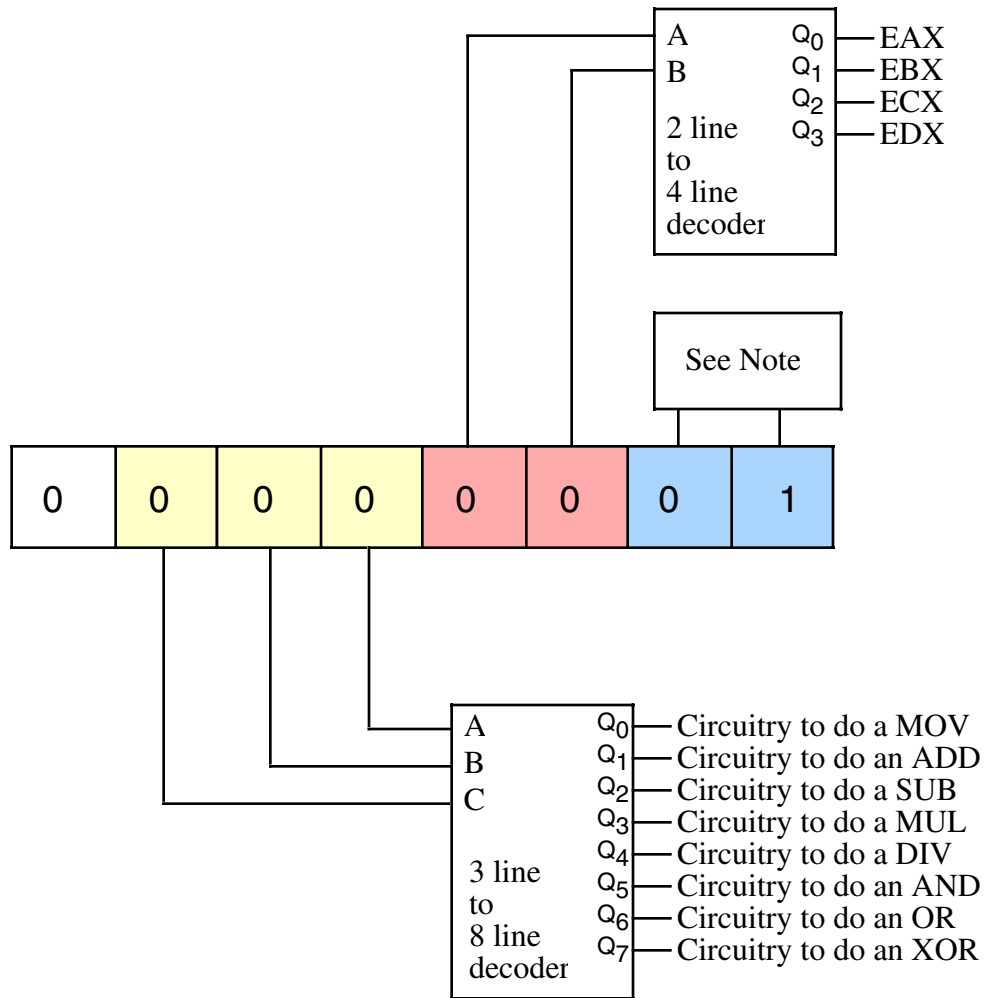 A Q0 EAX
B Q1 EBX
Q2 ECX
2 line Q3 EDX
to
4 line
decoder
See Note
0 0 0 0 0 0 0 1
A Q0 Circuitry to do a MOV
B Q1 Circuitry to do an ADD
C Q2 Circuitry to do a SUB
Q3 Circuitry to do a MUL
3 line Q4 Circuitry to do a DIV
to Q5 Circuitry to do an AND
8 line Q6 Circuitry to do an OR
decoder Q7 Circuitry to do an XOR